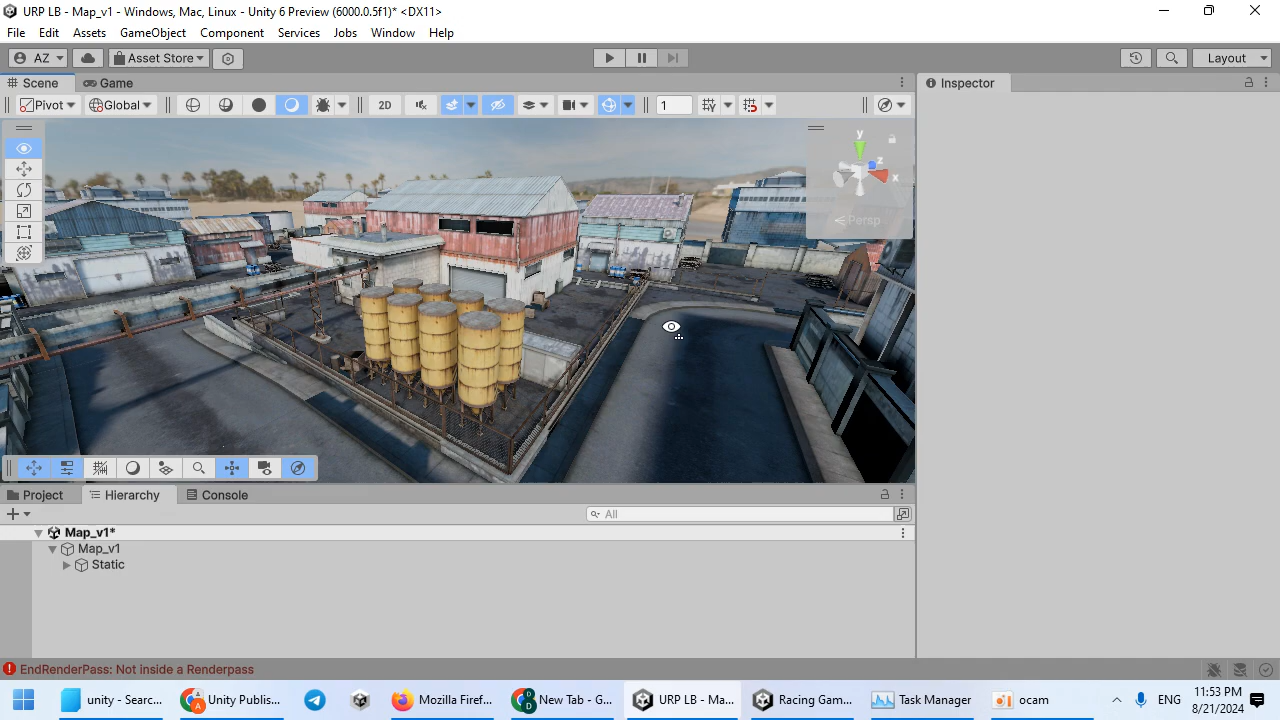 URP LB - Map_v1 - Windows, Mac, Linux - Unity 6 Preview (6000.0.5f1)* <DX11>
File Edit Assets GameObject Component Services Jobs Window Help
AZ Asset Store Layout
Scene Game Inspector
Pivot Global 2D 1
y
z
x
Persp
Project Hierarchy Console
All
Map_v1*
Map_v1
Static
EndRenderPass: Not inside a Renderpass
unity - Searc... Unity Publis... Mozilla Firef... New Tab - G... URP LB - Ma... Racing Gam... Task Manager ocam ENG 11:53 PM
8/21/2024